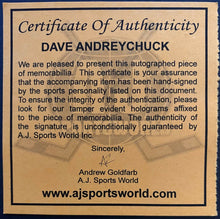 Certificate Of Authenticity
DAVE ANDREYCHUCK
We are pleased to present this autographed piece
of memorabillia. This certificate is your assurance
that the accompanying item has been hand-signed
by the sports personality listed on this document.
To ensure the integrity of the authentication, please
look for our tamper evident holograms affixed
to this piece of memorabillia. The authenticity of
the signature is unconditionally guaranteed by
A.J. Sports World Inc.
Sincerely,
Andrew Goldfarb
A.J. Sports World
www.ajsportsworld.com